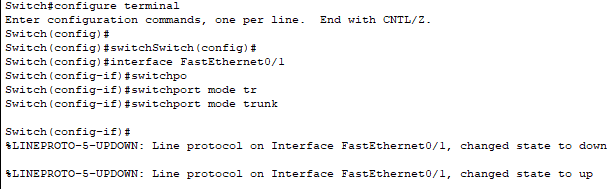 Switch#configure terminal
Enter configuration commands, one per line.  End with CNTL/Z.
Switch(config)#
Switch(config)#switchSwitch(config)#
Switch(config)#interface FastEthernet0/1
Switch(config-if)#switchpo
Switch(config-if)#switchport mode tr
Switch(config-if)#switchport mode trunk

Switch(config-if)#
%LINEPROTO-5-UPDOWN: Line protocol on Interface FastEthernet0/1, changed state to down

%LINEPROTO-5-UPDOWN: Line protocol on Interface FastEthernet0/1, changed state to up